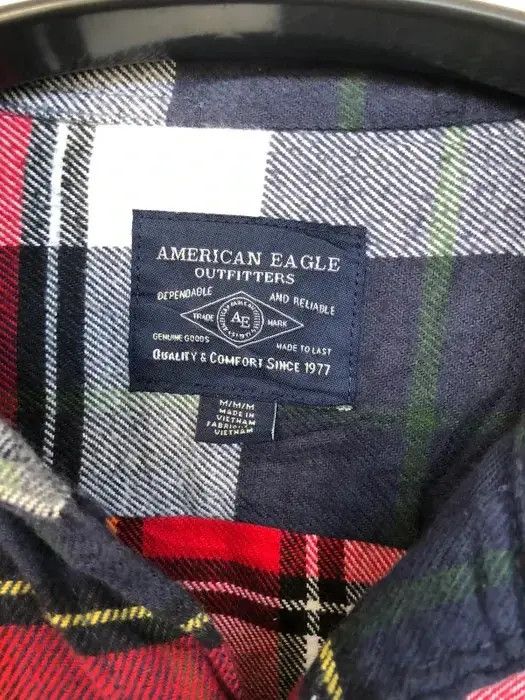 AMERICAN EAGLE
OUTFITTERS
DEPENDABLE AND RELIABLE
TRADE AE MARK
GENUINE GOODS MADE TO LAST
QUALITY & COMFORT SINCE 1977
M/M/M
MADE IN
VIETNAM
VIETNAM